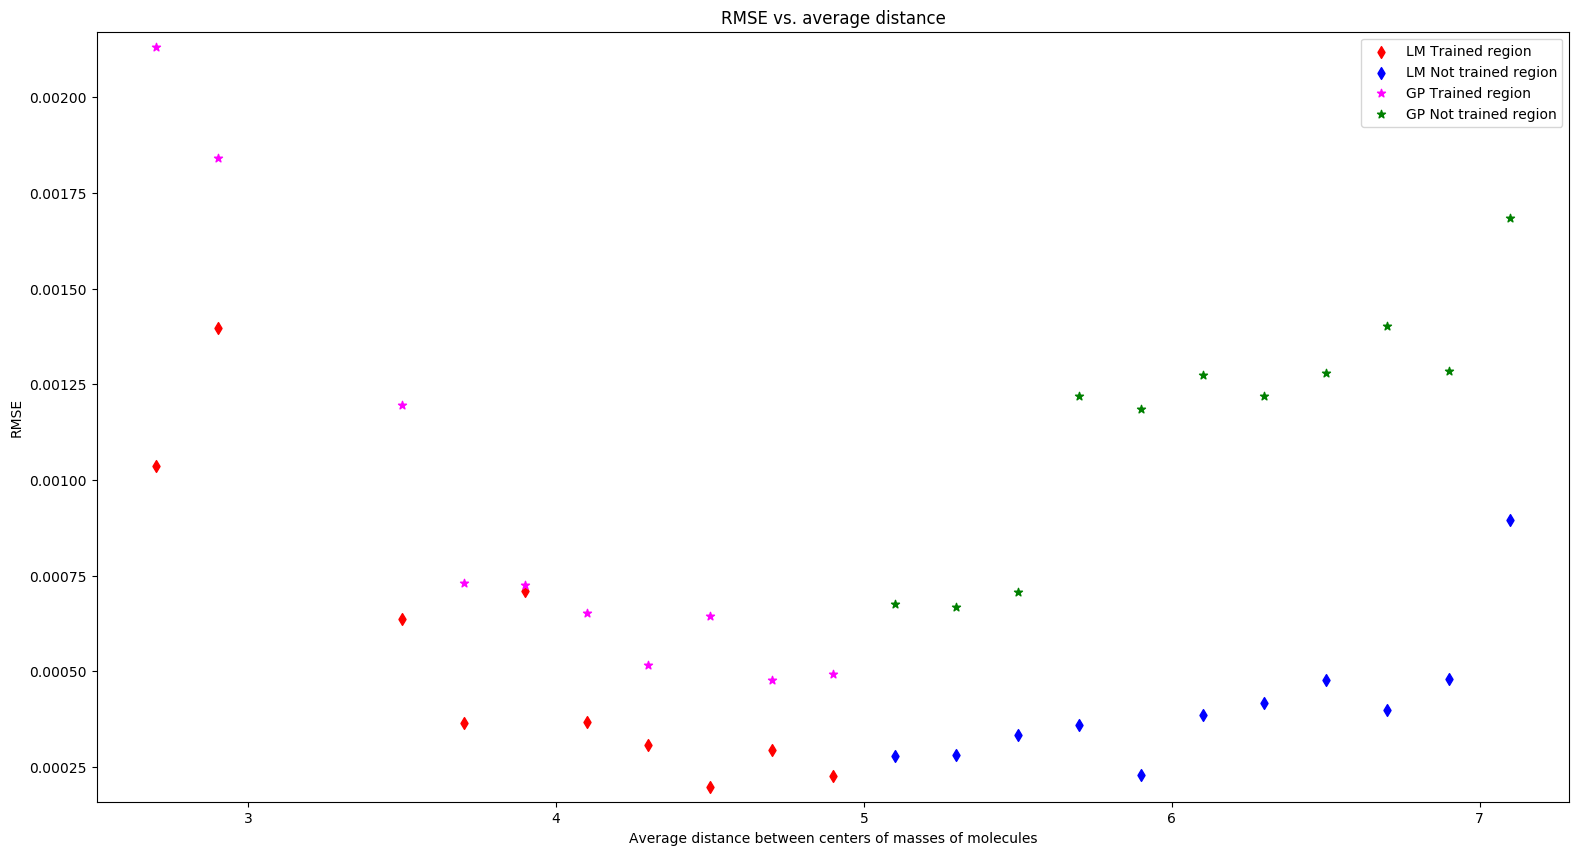 RMSE vs. average distance
LM Trained region
LM Not trained region
GP Trained region
GP Not trained region
RMSE
0.00200
0.00175
0.00150
0.00125
0.00100
0.00075
0.00050
0.00025
3 4 5 6 7
Average distance between centers of masses of molecules